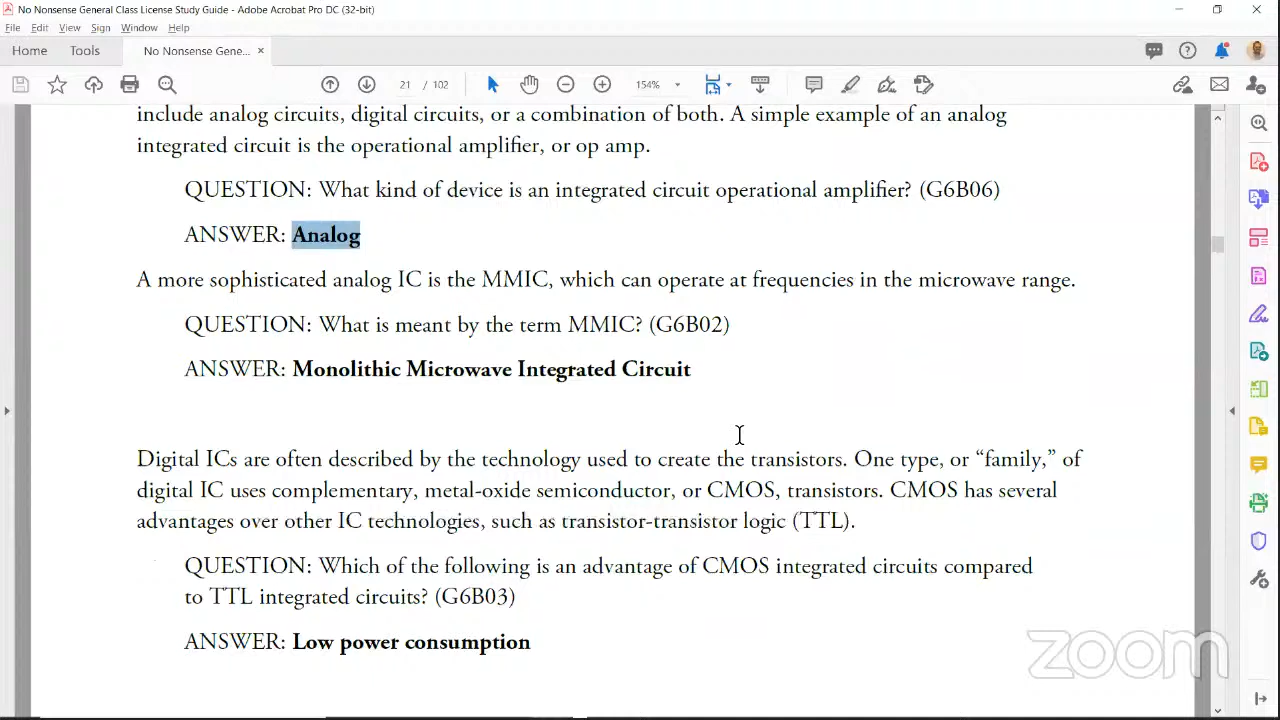 No Nonsense General Class License Study Guide - Adobe Acrobat Pro DC (32-bit)
File Edit View Sign Window Help
Home Tools No Nonsense Gene... ×
21 / 102 154%
include analog circuits, digital circuits, or a combination of both. A simple example of an analog
integrated circuit is the operational amplifier, or op amp.
QUESTION: What kind of device is an integrated circuit operational amplifier? (G6B06)
ANSWER: Analog
A more sophisticated analog IC is the MMIC, which can operate at frequencies in the microwave range.
QUESTION: What is meant by the term MMIC? (G6B02)
ANSWER: Monolithic Microwave Integrated Circuit
Digital ICs are often described by the technology used to create the transistors. One type, or “family,” of
digital IC uses complementary, metal-oxide semiconductor, or CMOS, transistors. CMOS has several
advantages over other IC technologies, such as transistor-transistor logic (TTL).
QUESTION: Which of the following is an advantage of CMOS integrated circuits compared
to TTL integrated circuits? (G6B03)
ANSWER: Low power consumption
zoom